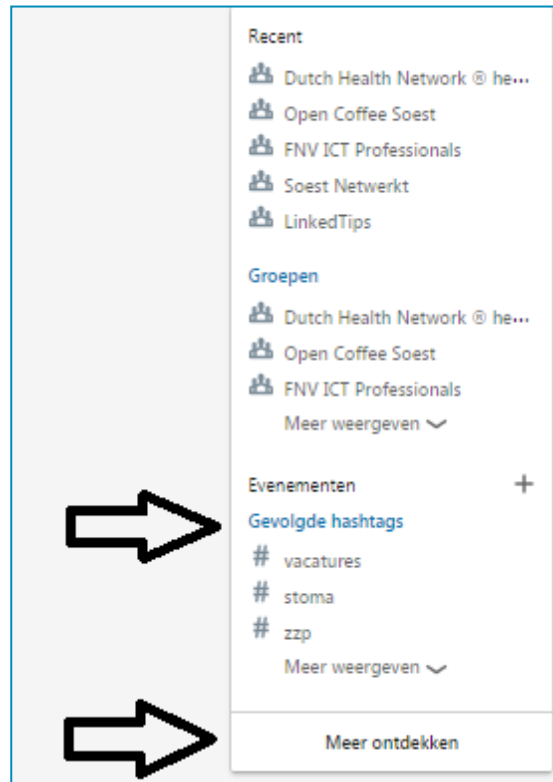 Recent
Dutch Health Network ® he...
Open Coffee Soest
FNV ICT Professionals
Soest Netwerkt
LinkedTips
Groepen
Dutch Health Network ® he...
Open Coffee Soest
FNV ICT Professionals
Meer weergeven
Evenementen +
Gevolgde hashtags
# vacatures
# stoma
# zzp
Meer weergeven
Meer ontdekken